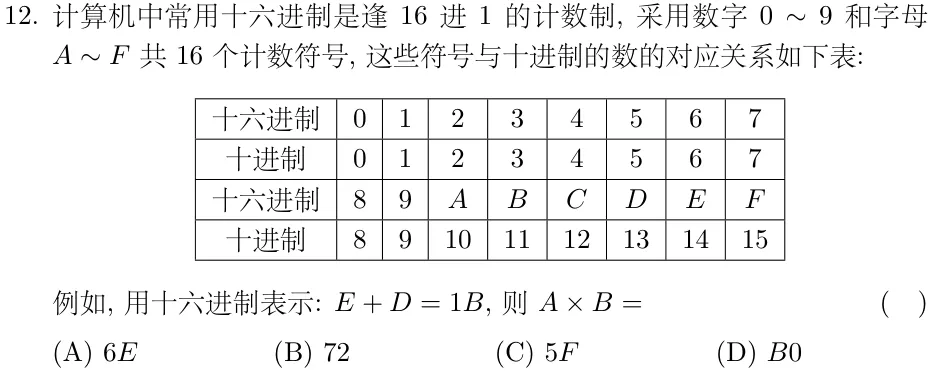 12. 计算机中常用十六进制是逢 16 进 1 的计数制, 采用数字 0 ∼ 9 和字母
A ∼ F 共 16 个计数符号, 这些符号与十进制的数的对应关系如下表:
十六进制 0 1 2 3 4 5 6 7
十进制 0 1 2 3 4 5 6 7
十六进制 8 9 A B C D E F
十进制 8 9 10 11 12 13 14 15
例如, 用十六进制表示: E + D = 1B, 则 A × B = ( )
(A) 6E (B) 72 (C) 5F (D) B0